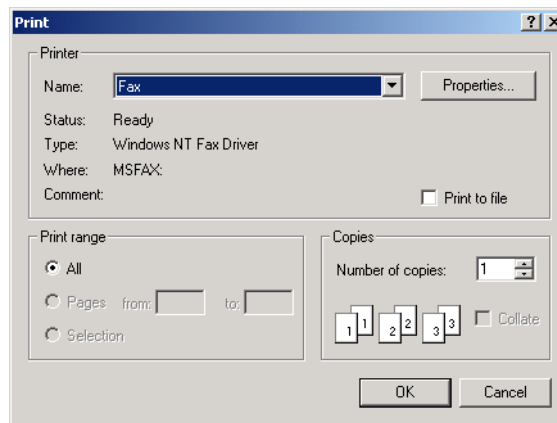 Print
Printer
Name: Fax Properties...
Status: Ready
Type: Windows NT Fax Driver
Where: MSFAX:
Comment:
Print to file
Print range
All
Pages from: to:
Selection
Copies
Number of copies: 1
1 1 2 2 3 3 Collate
OK Cancel